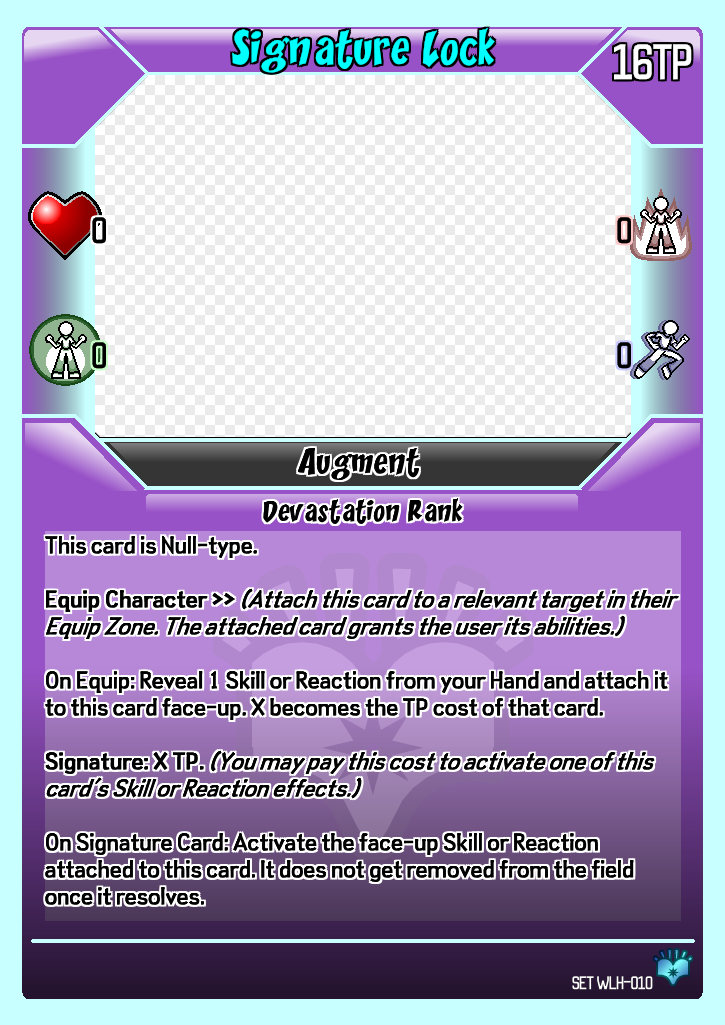 Signature Lock
16TP
0
0
0
0
Augment
Devastation Rank
This card is Null-type.
Equip Character >> (Attach this card to a relevant target in their
Equip Zone. The attached card grants the user its abilities.)
On Equip: Reveal 1 Skill or Reaction from your Hand and attach it
to this card face-up. X becomes the TP cost of that card.
Signature: X TP. (You may pay this cost to activate one of this
card's Skill or Reaction effects.)
On Signature Card: Activate the face-up Skill or Reaction
attached to this card. It does not get removed from the field
once it resolves.
SET WLH-010